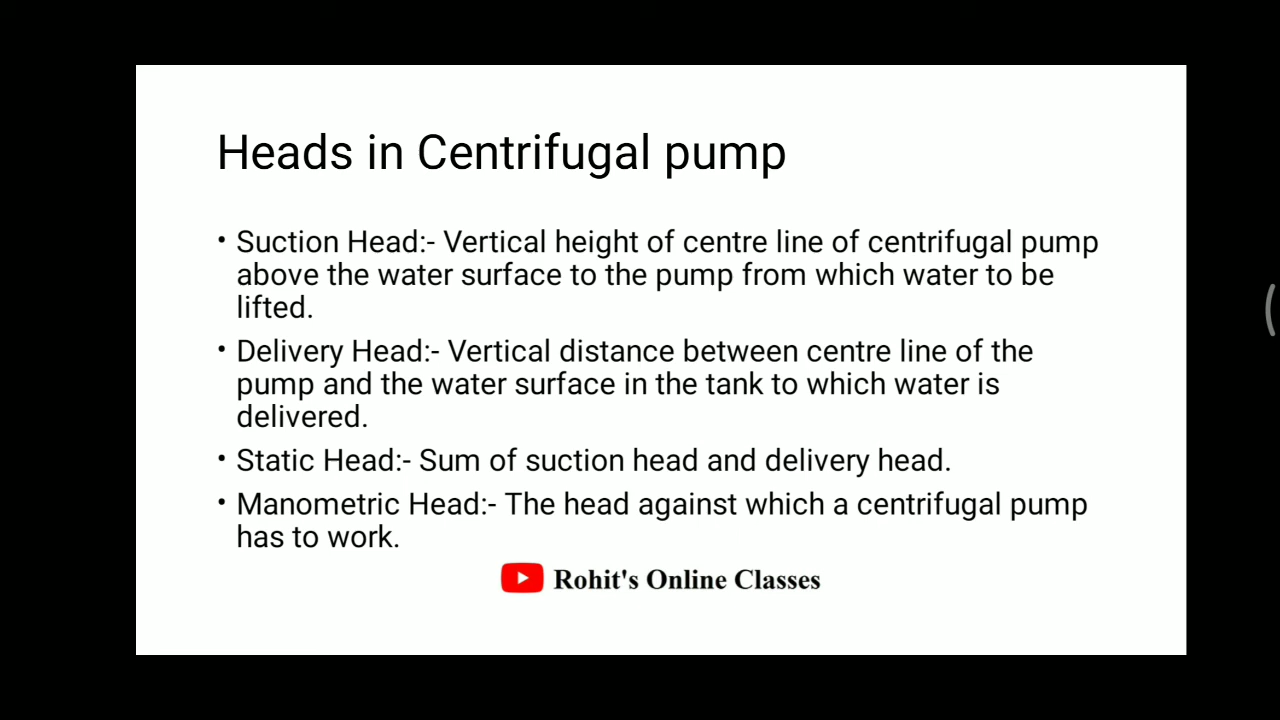 Heads in Centrifugal pump
• Suction Head:- Vertical height of centre line of centrifugal pump
above the water surface to the pump from which water to be
lifted.
• Delivery Head:- Vertical distance between centre line of the
pump and the water surface in the tank to which water is
delivered.
• Static Head:- Sum of suction head and delivery head.
• Manometric Head:- The head against which a centrifugal pump
has to work.
Rohit's Online Classes